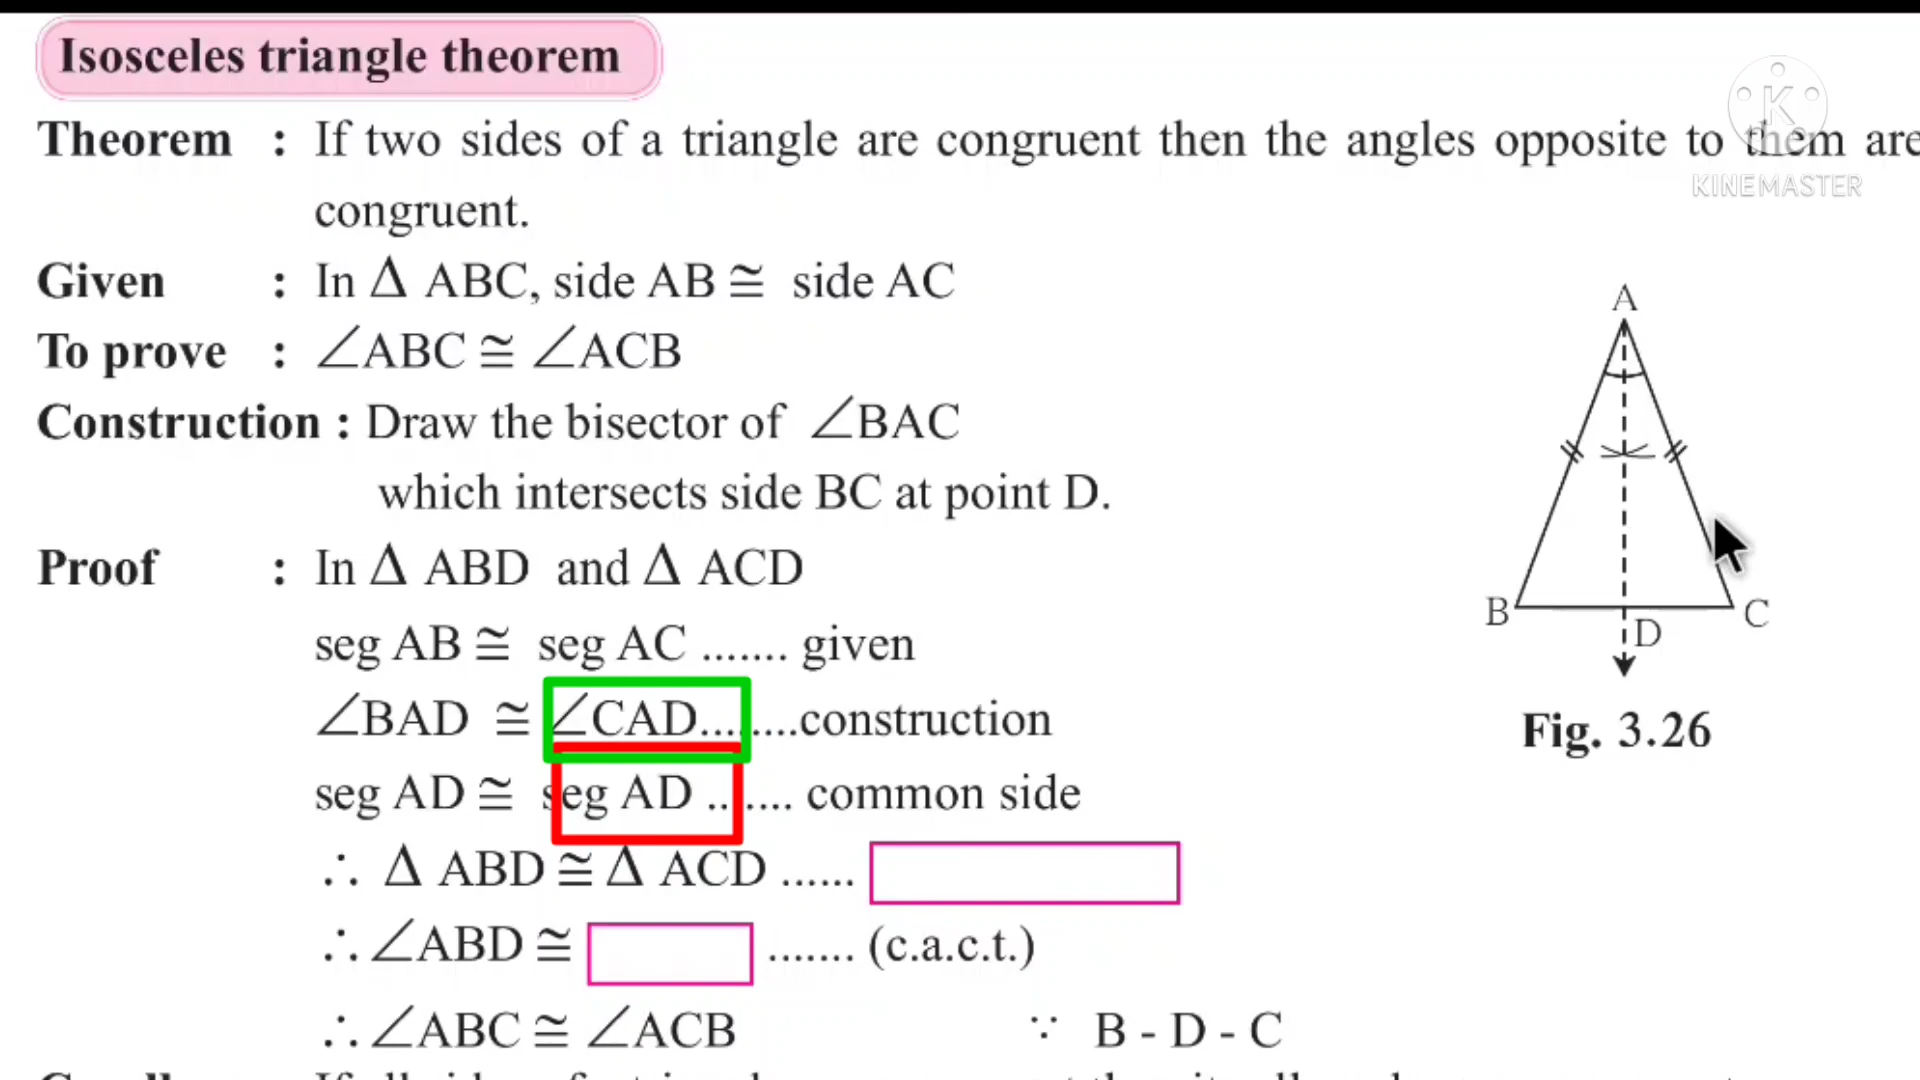 Isosceles triangle theorem
Theorem : If two sides of a triangle are congruent then the angles opposite to them are
congruent.
KINEMASTER
Given : In Δ ABC, side AB ≅ side AC
To prove : ∠ABC ≅ ∠ACB
Construction : Draw the bisector of ∠BAC
which intersects side BC at point D.
Proof : In Δ ABD and Δ ACD
seg AB ≅ seg AC ....... given
∠BAD ≅ ∠CAD........construction
seg AD ≅ seg AD ....... common side
∴ Δ ABD ≅ Δ ACD ......
∴ ∠ABD ≅ ....... (c.a.c.t.)
∴ ∠ABC ≅ ∠ACB ∵ B - D - C
A
B
D
C
Fig. 3.26